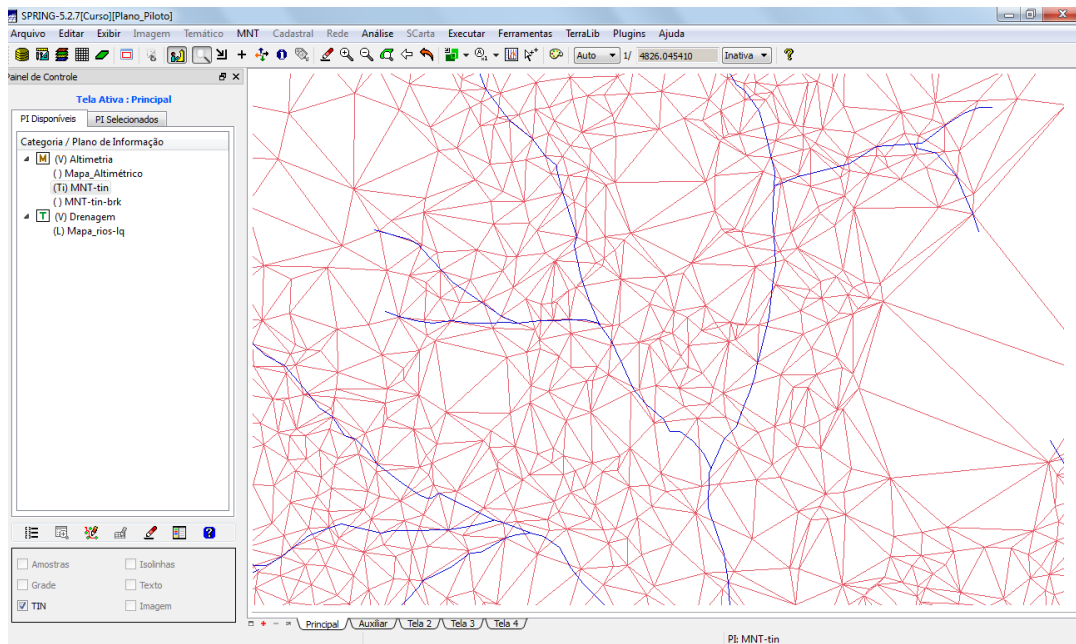 SPRING-5.2.7[Curso][Plano_Piloto]
Arquivo Editar Exibir Imagem Temático MNT Cadastral Rede Análise SCarta Executar Ferramentas TerraLib Plugins Ajuda
Auto 1/ 4826.045410 Inativa
Painel de Controle
Tela Ativa : Principal
PI Disponíveis PI Selecionados
Categoria / Plano de Informação
M (V) Altimetria
( ) Mapa_Altimétrico
(Ti) MNT-tin
( ) MNT-tin-brk
T (V) Drenagem
(L) Mapa_rios-lq
Amostras Isolinhas
Grade Texto
TIN Imagem
Principal Auxiliar Tela 2 Tela 3 Tela 4
PI: MNT-tin